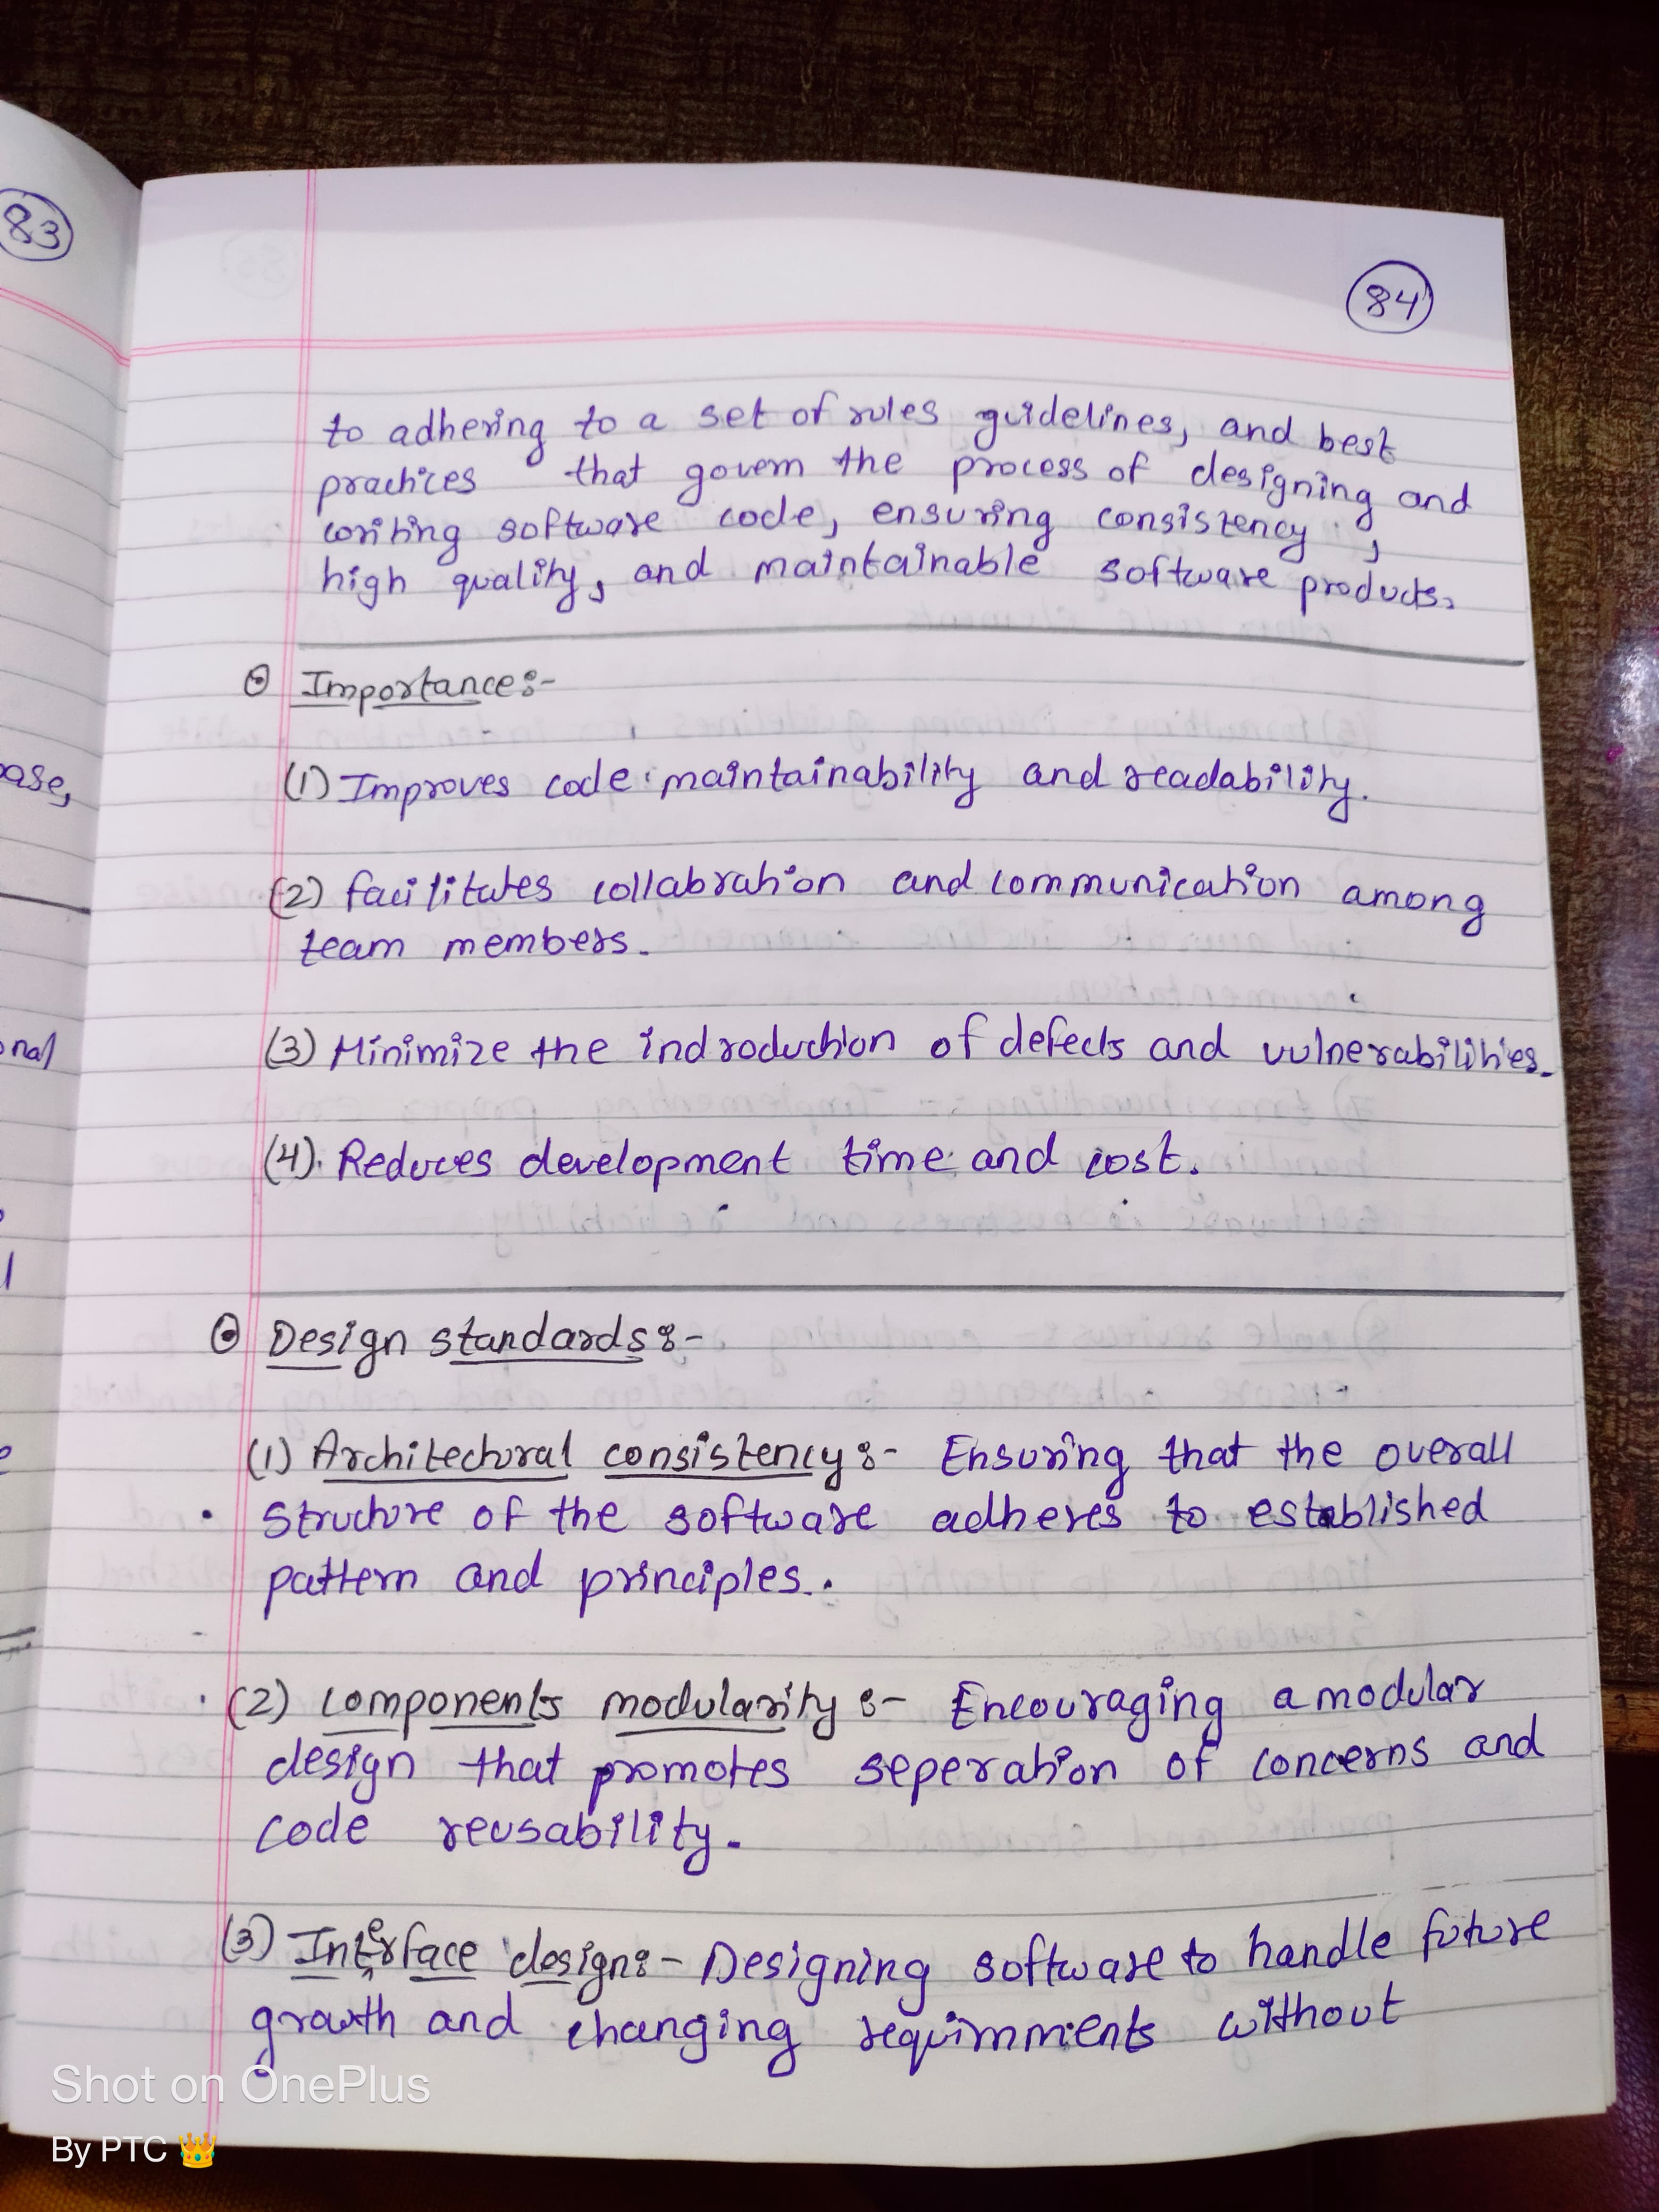 83
84
to adhering to a set of rules guidelines, and best
practices that govern the process of designing and
writing software code, ensuring consistency,
high quality, and maintainable software products.
Importance:-
(1) Improves code maintainability and readability.
(2) facilitates collabration and communication among
team members.
(3) Minimize the indroduction of defects and vulnerabilities.
(4). Reduces development time and cost.
Design standards:-
(1) Architectural consistency:- Ensuring that the overall
structure of the software adheres to established
pattern and principles.
(2) components modularity:- Encouraging a modular
design that promotes seperation of concerns and
code reusability.
(3) Interface design:- Designing software to handle future
growth and changing requirments without
Shot on OnePlus
By PTC 👑